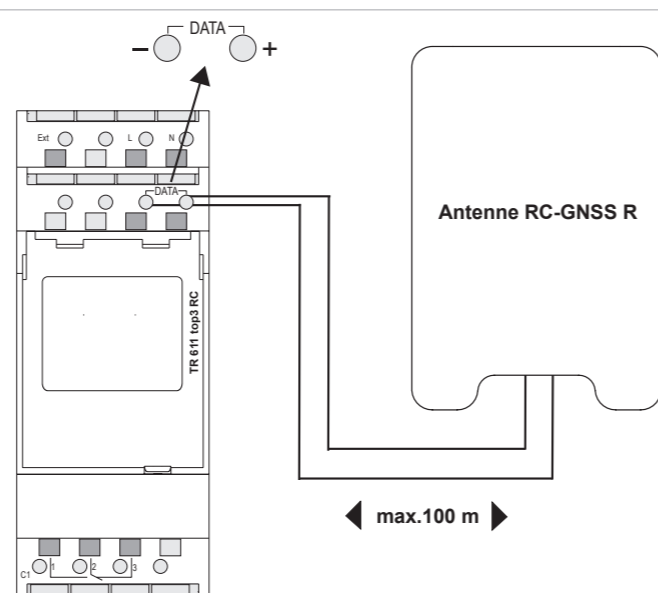 DATA
− +
Ext L N
DATA
Antenne RC-GNSS R
TR 611 top3 RC
max.100 m
C1 1 2 3